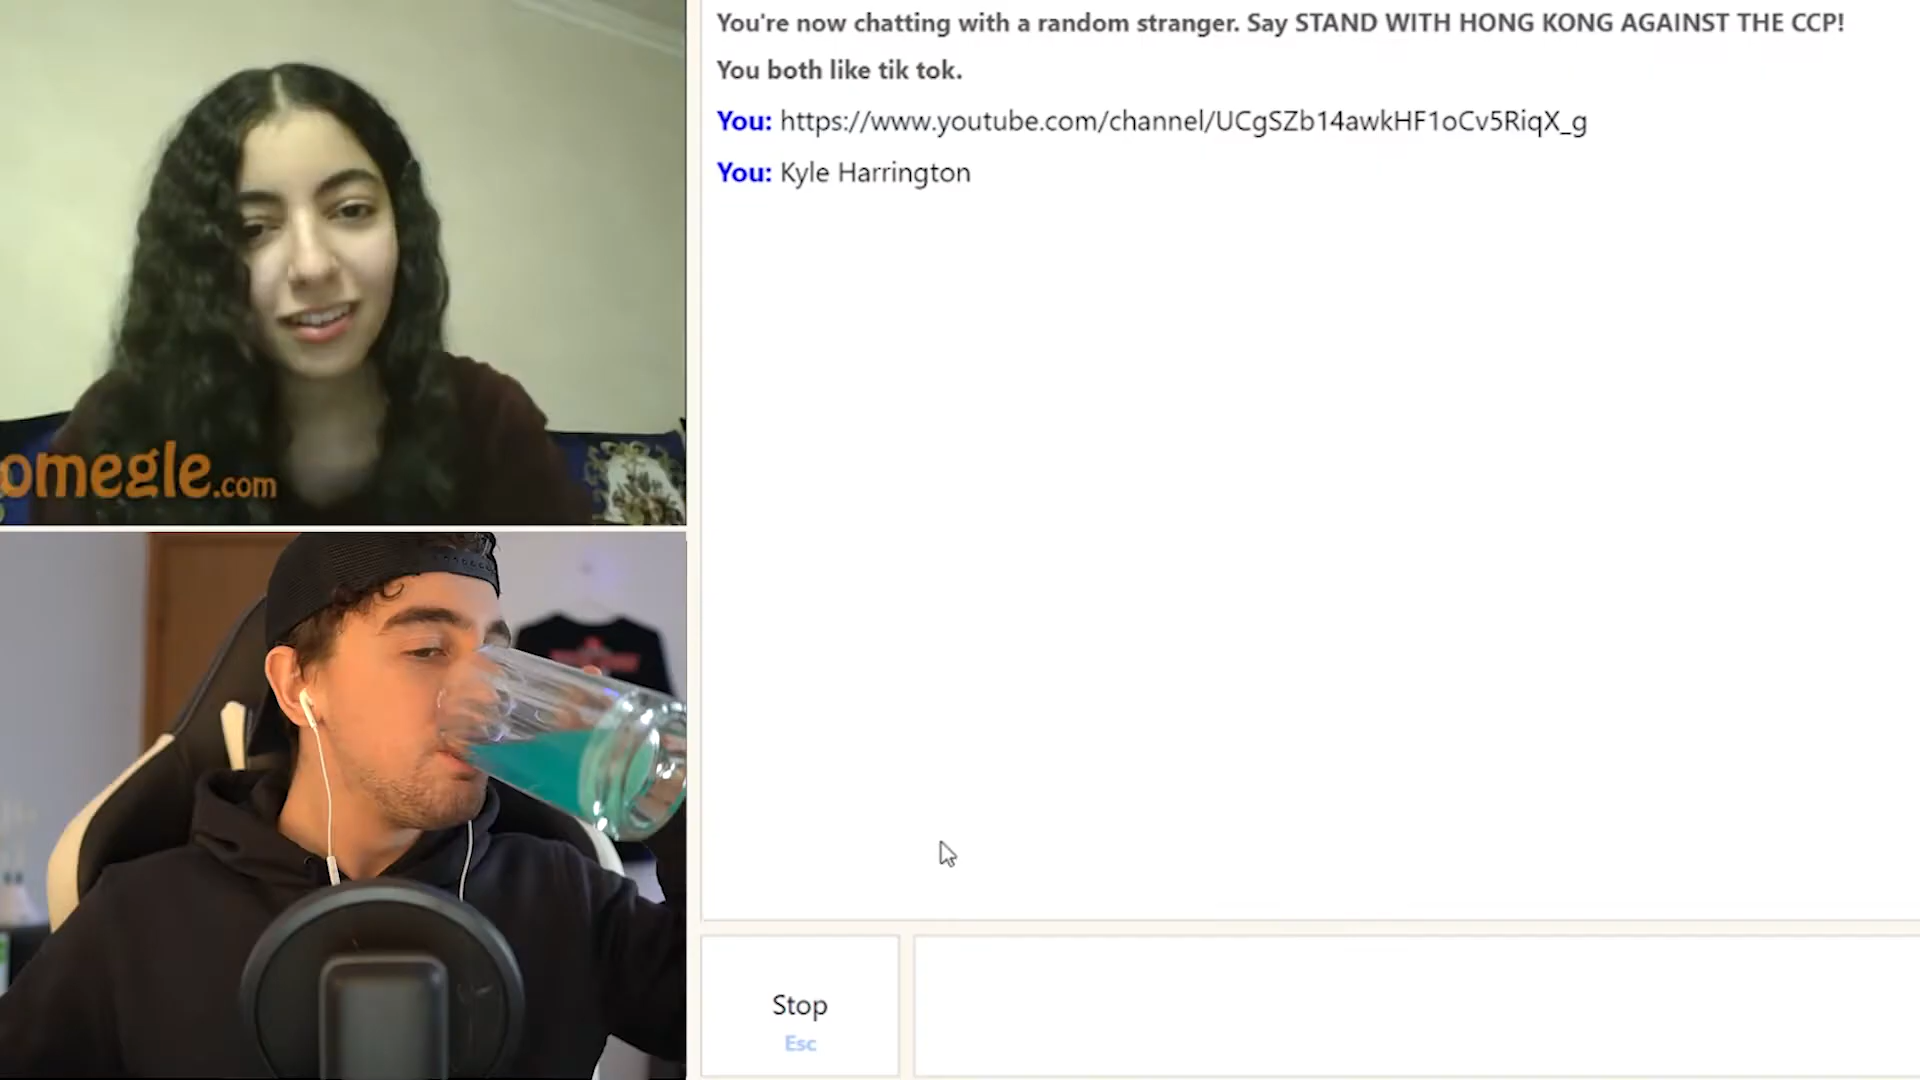 You're now chatting with a random stranger. Say STAND WITH HONG KONG AGAINST THE CCP!
You both like tik tok.
You: https://www.youtube.com/channel/UCgSZb14awkHF1oCv5RiqX_g
You: Kyle Harrington
omegle.com
Stop
Esc